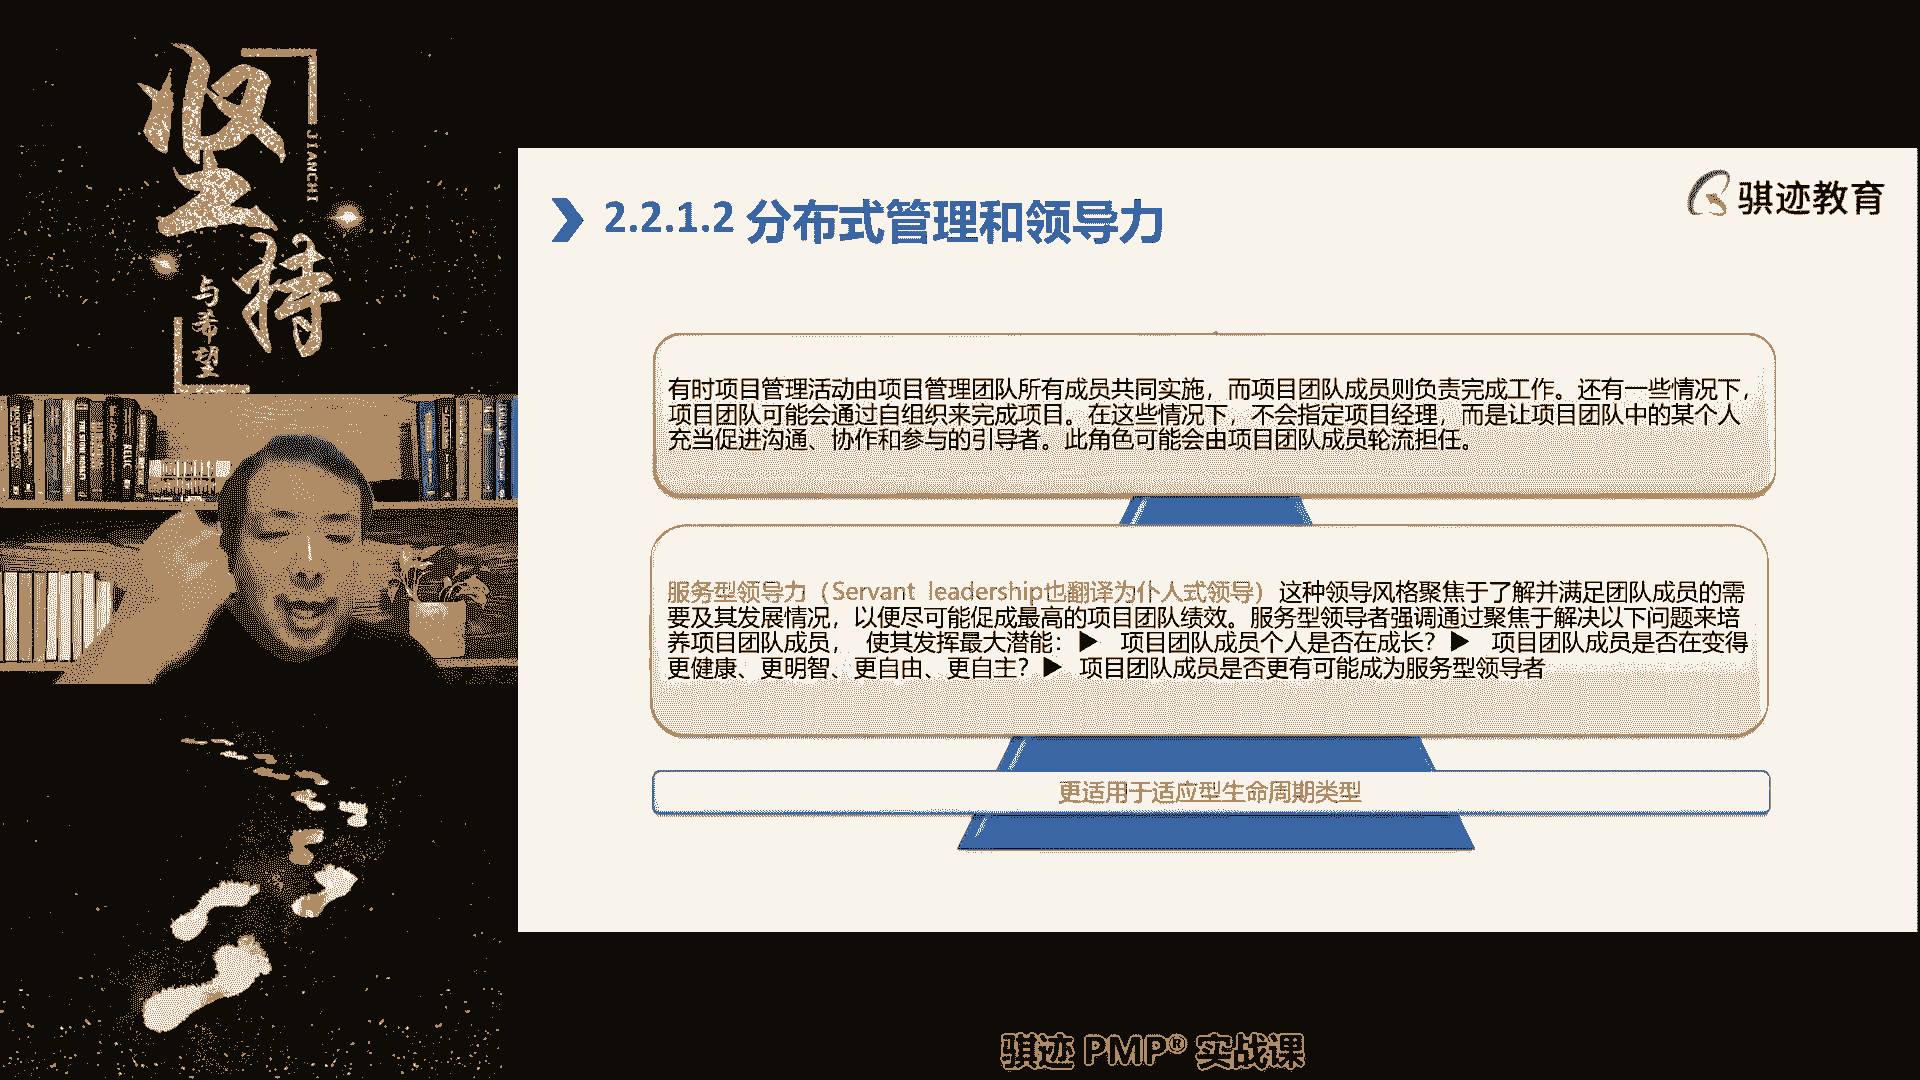 坚持
JIANCHI
与希望
骐迹教育
2.2.1.2 分布式管理和领导力
有时项目管理活动由项目管理团队所有成员共同实施，而项目团队成员则负责完成工作。还有一些情况下，
项目团队可能会通过自组织来完成项目。在这些情况下，不会指定项目经理，而是让项目团队中的某个人
充当促进沟通、协作和参与的引导者。此角色可能会由项目团队成员轮流担任。
服务型领导力（Servant leadership也翻译为仆人式领导）这种领导风格聚焦于了解并满足团队成员的需
要及其发展情况，以便尽可能促成最高的项目团队绩效。服务型领导者强调通过聚焦于解决以下问题来培
养项目团队成员， 使其发挥最大潜能：▶ 项目团队成员个人是否在成长？▶ 项目团队成员是否在变得
更健康、更明智、更自由、更自主？▶ 项目团队成员是否更有可能成为服务型领导者
更适用于适应型生命周期类型
骐迹 PMP® 实战课